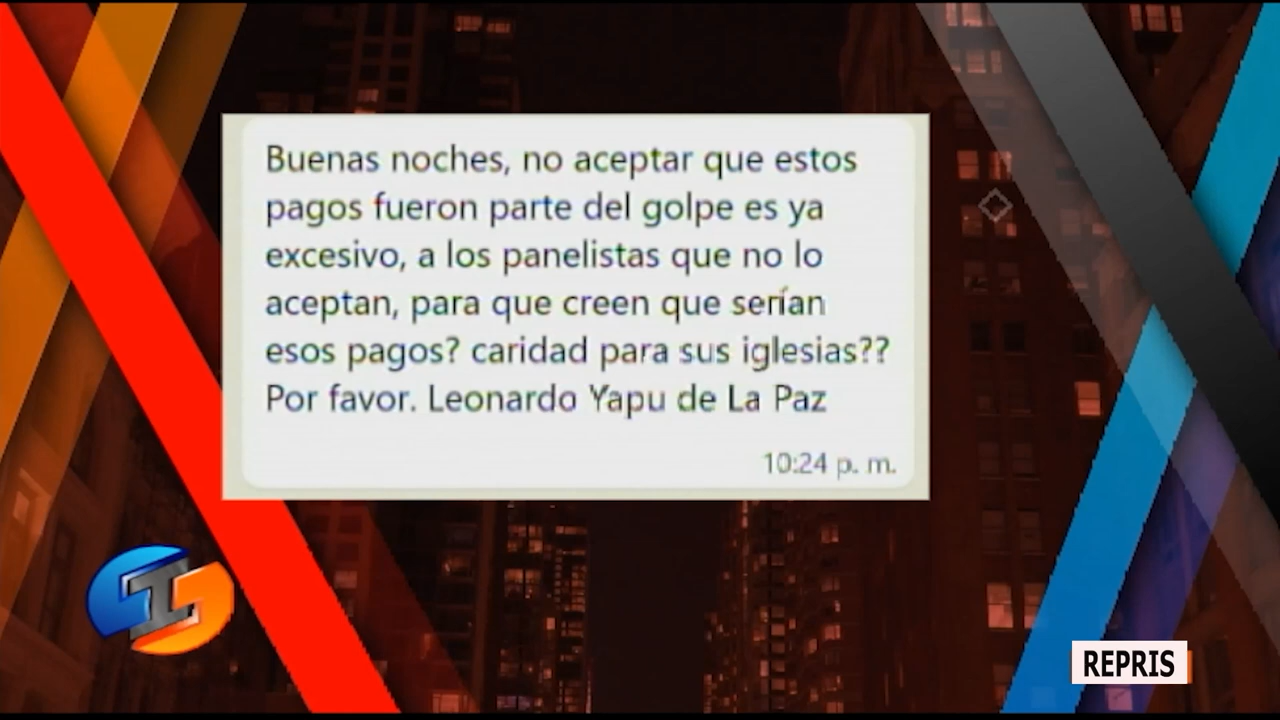 Buenas noches, no aceptar que estos
pagos fueron parte del golpe es ya
excesivo, a los panelistas que no lo
aceptan, para que creen que serían
esos pagos? caridad para sus iglesias??
Por favor. Leonardo Yapu de La Paz
10:24 p. m.
REPRIS